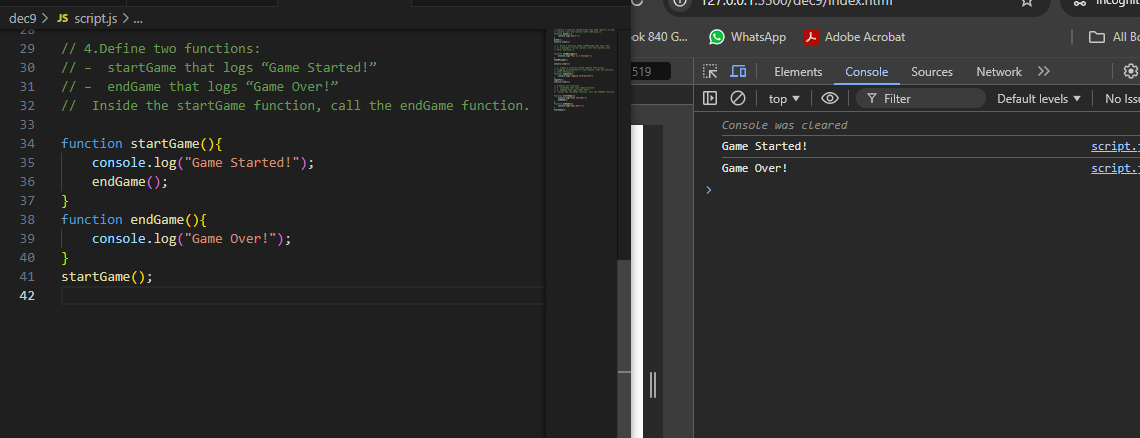 dec9 > JS script.js > ...
28
29 // 4.Define two functions:
30 // –  startGame that logs “Game Started!”
31 // –  endGame that logs “Game Over!”
32 //  Inside the startGame function, call the endGame function.
33
34 function startGame(){
35     console.log("Game Started!");
36     endGame();
37 }
38 function endGame(){
39     console.log("Game Over!");
40 }
41 startGame();
42
127.0.0.1:5500/dec9/index.html
Incognit
ook 840 G... WhatsApp Adobe Acrobat All Bo
519
Elements Console Sources Network
top Filter Default levels No Issu
Console was cleared
Game Started! script.j
Game Over! script.j